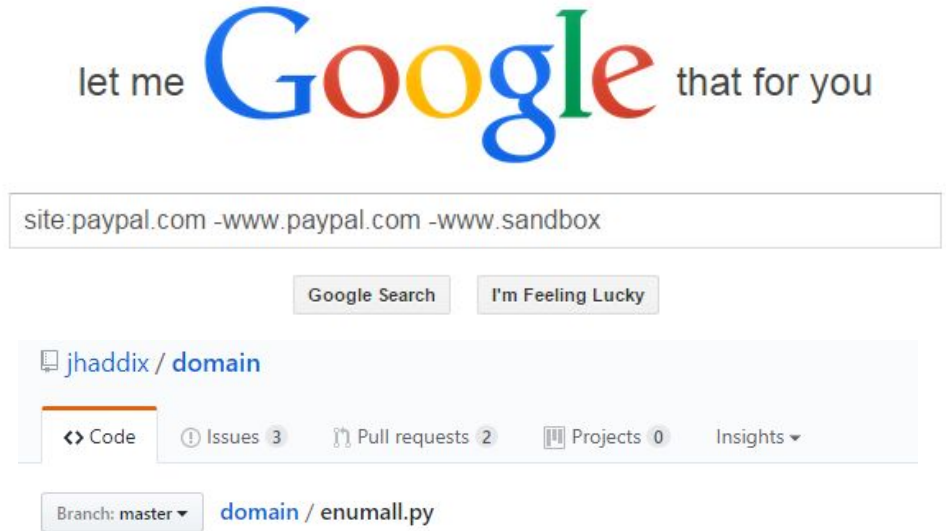 let me Google that for you
site:paypal.com -www.paypal.com -www.sandbox
Google Search I'm Feeling Lucky
jhaddix / domain
<> Code Issues 3 Pull requests 2 Projects 0 Insights
Branch: master domain / enumall.py